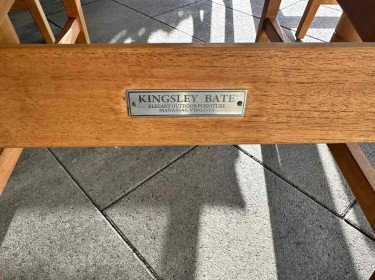 KINGSLEY BATE
ELEGANT OUTDOOR FURNITURE
MANASSAS, VIRGINIA